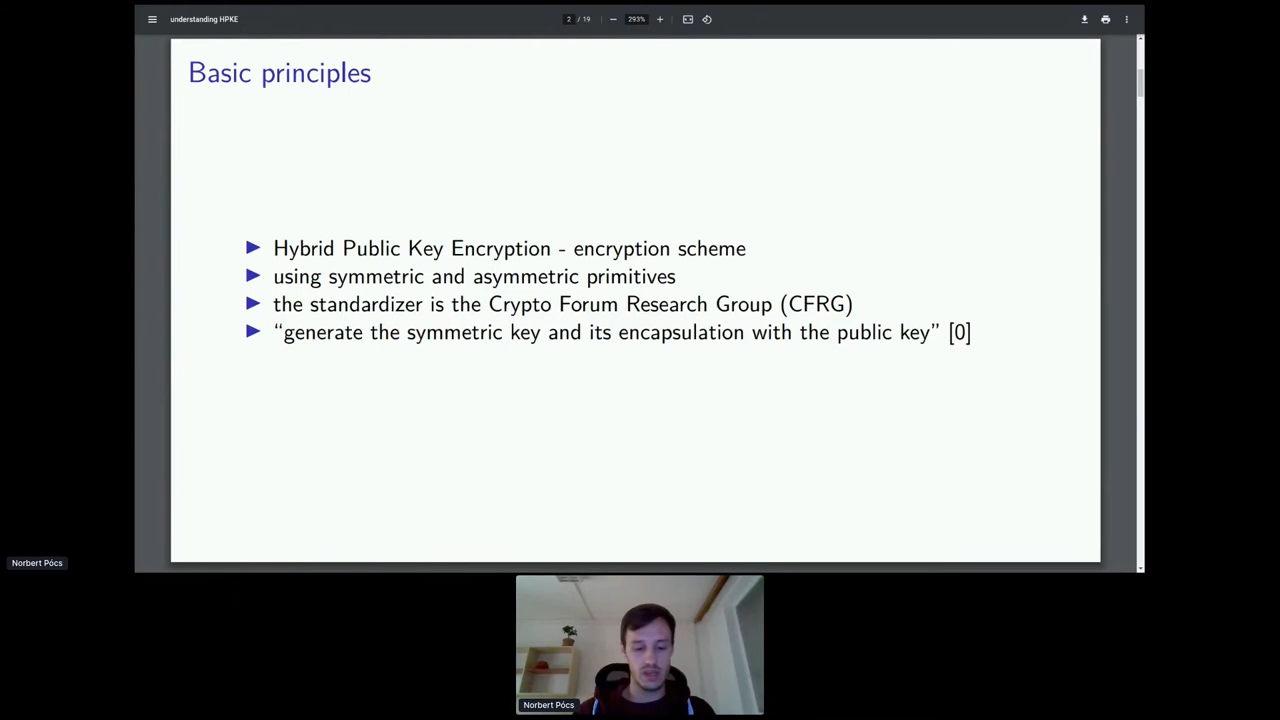 understanding HPKE
2 / 19
293%
Basic principles
Hybrid Public Key Encryption - encryption scheme
using symmetric and asymmetric primitives
the standardizer is the Crypto Forum Research Group (CFRG)
“generate the symmetric key and its encapsulation with the public key” [0]
Norbert Pócs
Norbert Pócs